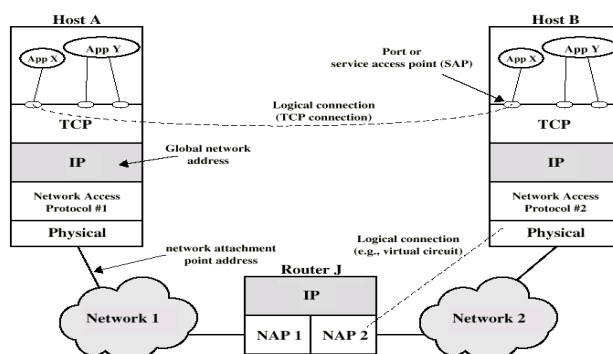 Host A
Host B
App X
App Y
Port or
service access point (SAP)
App X
App Y
Logical connection
(TCP connection)
TCP
TCP
IP
Global network
address
IP
Network Access
Protocol #1
Network Access
Protocol #2
Physical
Logical connection
(e.g., virtual circuit)
Physical
network attachment
point address
Router J
IP
Network 1
NAP 1
NAP 2
Network 2